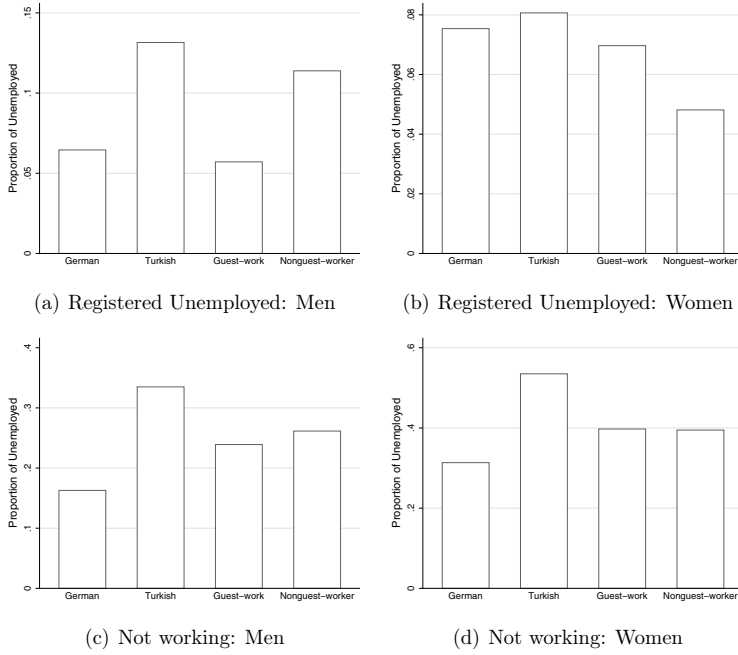 .15
.1
.05
0
Proportion of Unemployed
German Turkish Guest-work Nonguest-worker
(a) Registered Unemployed: Men
.08
.06
.04
.02
0
Proportion of Unemployed
German Turkish Guest-work Nonguest-worker
(b) Registered Unemployed: Women
.4
.3
.2
.1
0
Proportion of Unemployed
German Turkish Guest-work Nonguest-worker
(c) Not working: Men
.6
.4
.2
0
Proportion of Unemployed
German Turkish Guest-work Nonguest-worker
(d) Not working: Women